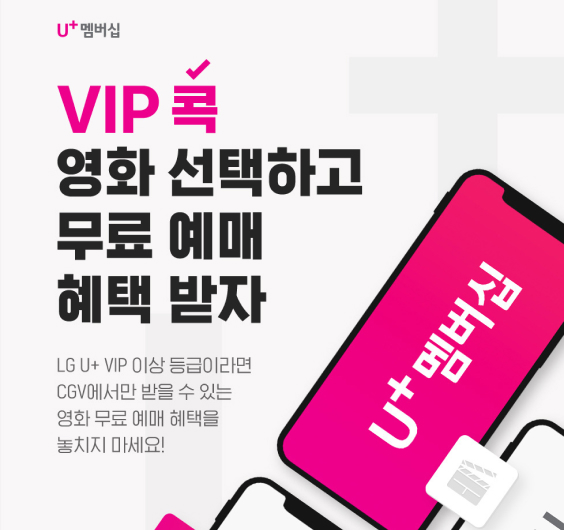 U+ 멤버십
VIP 콕
영화 선택하고
무료 예매
혜택 받자
LG U+ VIP 이상 등급이라면
CGV에서만 받을 수 있는
영화 무료 예매 혜택을
놓치지 마세요!
U+ 멤버십